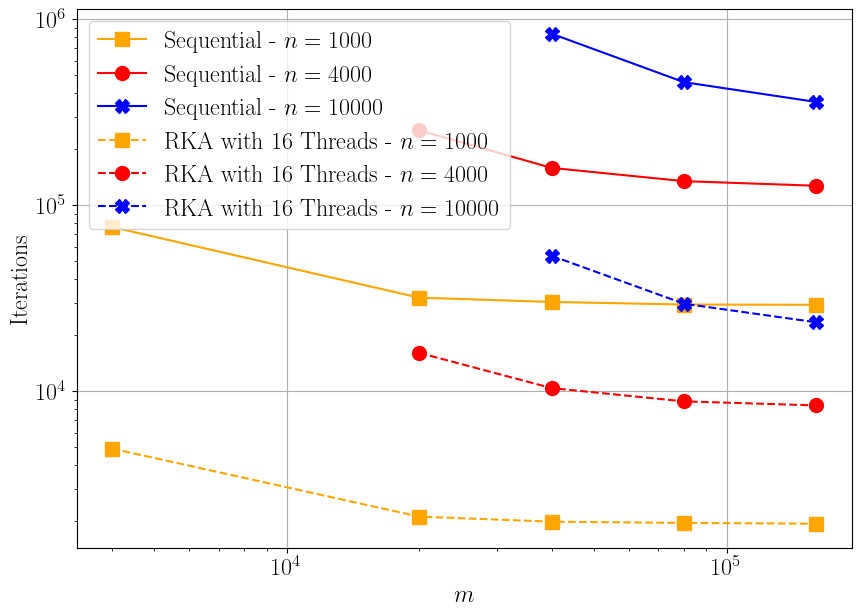 10^6
Sequential - n = 1000
Sequential - n = 4000
Sequential - n = 10000
RKA with 16 Threads - n = 1000
RKA with 16 Threads - n = 4000
RKA with 16 Threads - n = 10000
10^5
Iterations
10^4
10^4
10^5
m